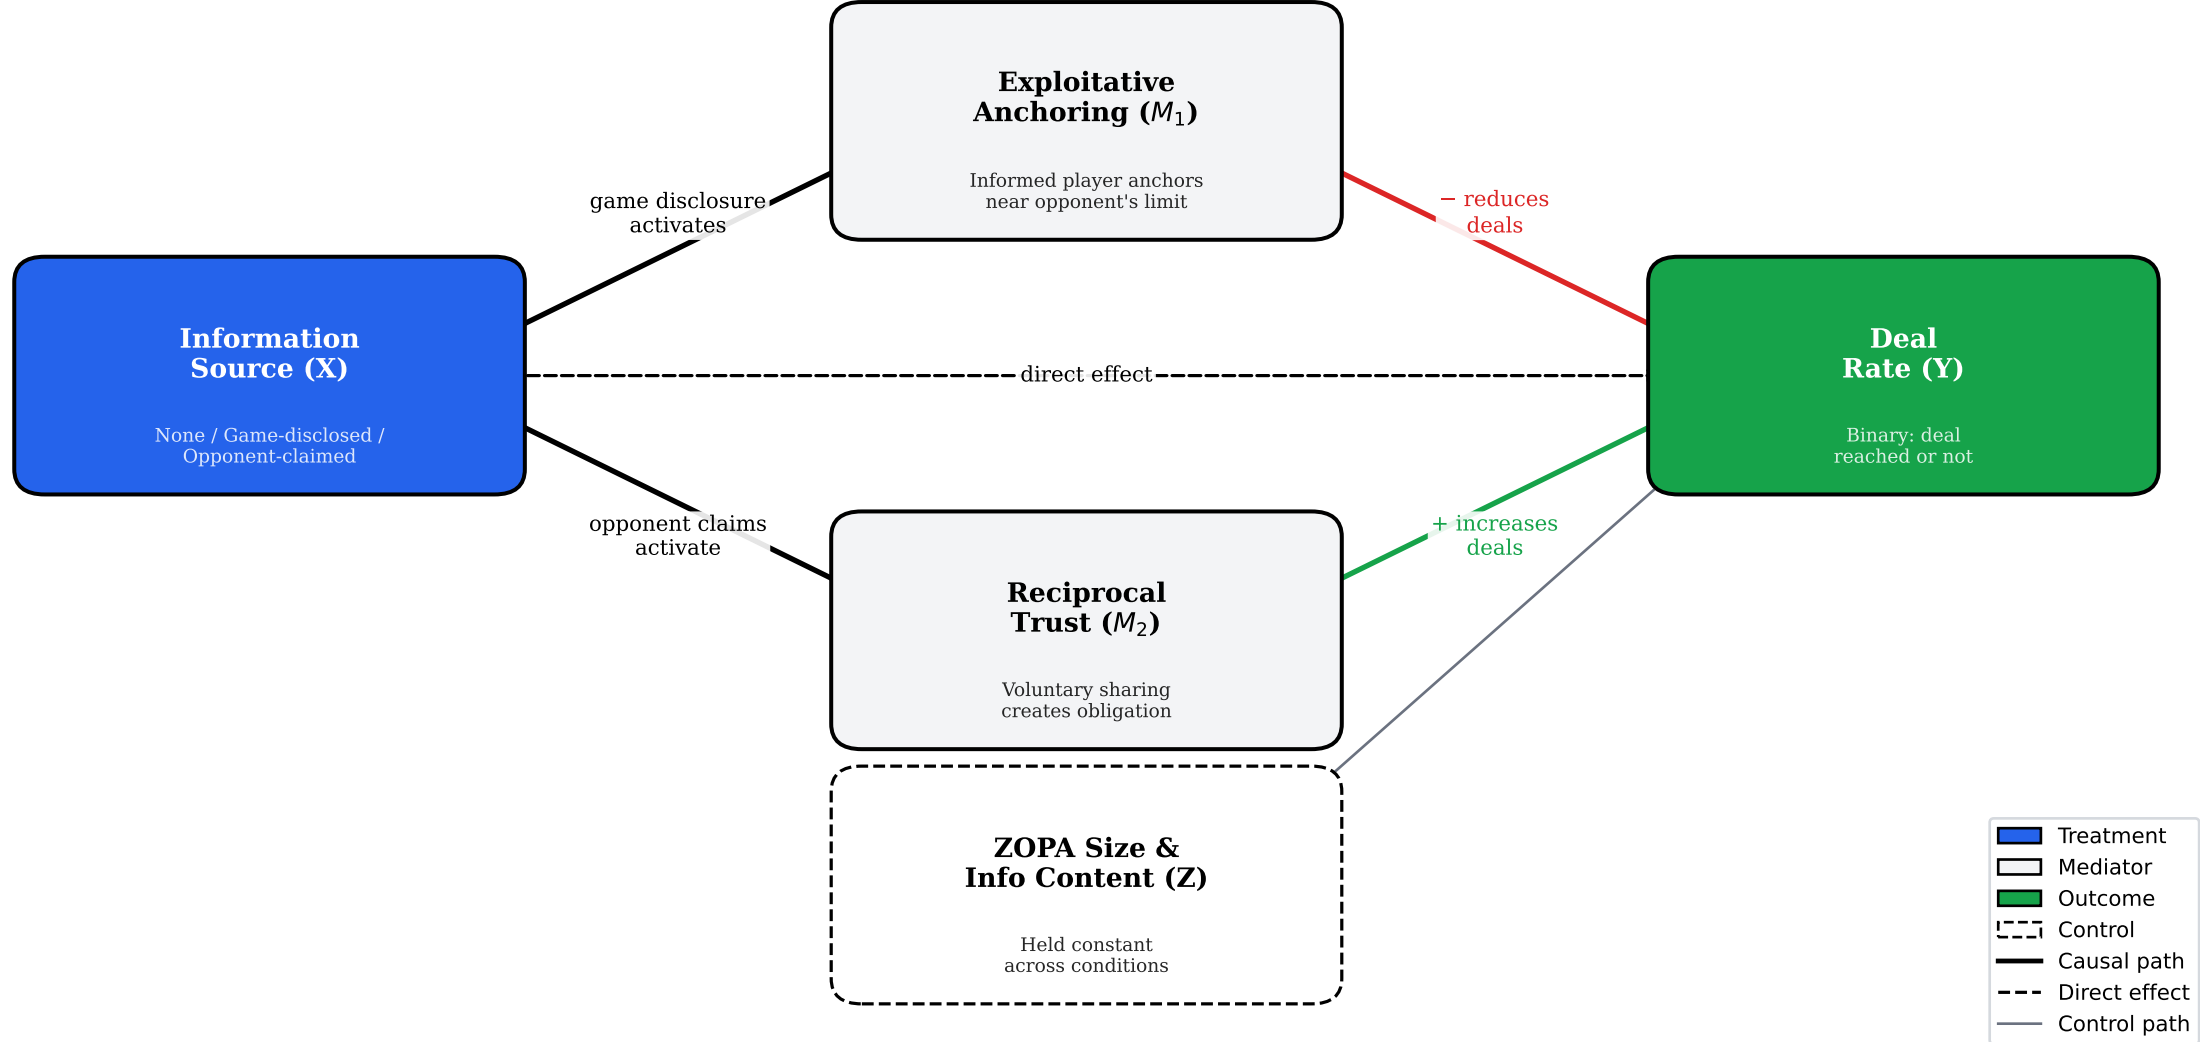 Exploitative
Anchoring (M₁)
Informed player anchors
near opponent's limit
game disclosure
activates
− reduces
deals
Information
Source (X)
None / Game-disclosed /
Opponent-claimed
direct effect
Deal
Rate (Y)
Binary: deal
reached or not
opponent claims
activate
+ increases
deals
Reciprocal
Trust (M₂)
Voluntary sharing
creates obligation
ZOPA Size &
Info Content (Z)
Held constant
across conditions
Treatment
Mediator
Outcome
Control
Causal path
Direct effect
Control path